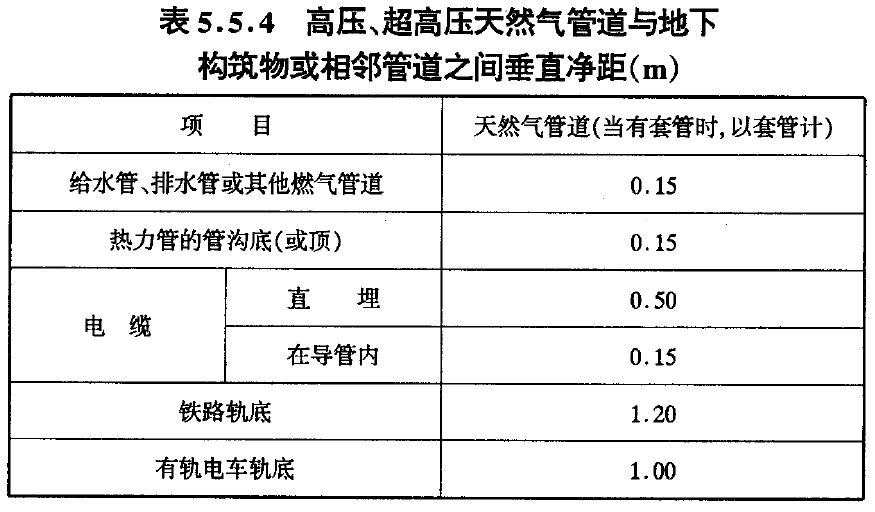 表5.5.4 高压、超高压天然气管道与地下
构筑物或相邻管道之间垂直净距(m)
项 目 天然气管道(当有套管时,以套管计)
给水管、排水管或其他燃气管道 0.15
热力管的管沟底(或顶) 0.15
电 缆 直 埋 0.50
在导管内 0.15
铁路轨底 1.20
有轨电车轨底 1.00